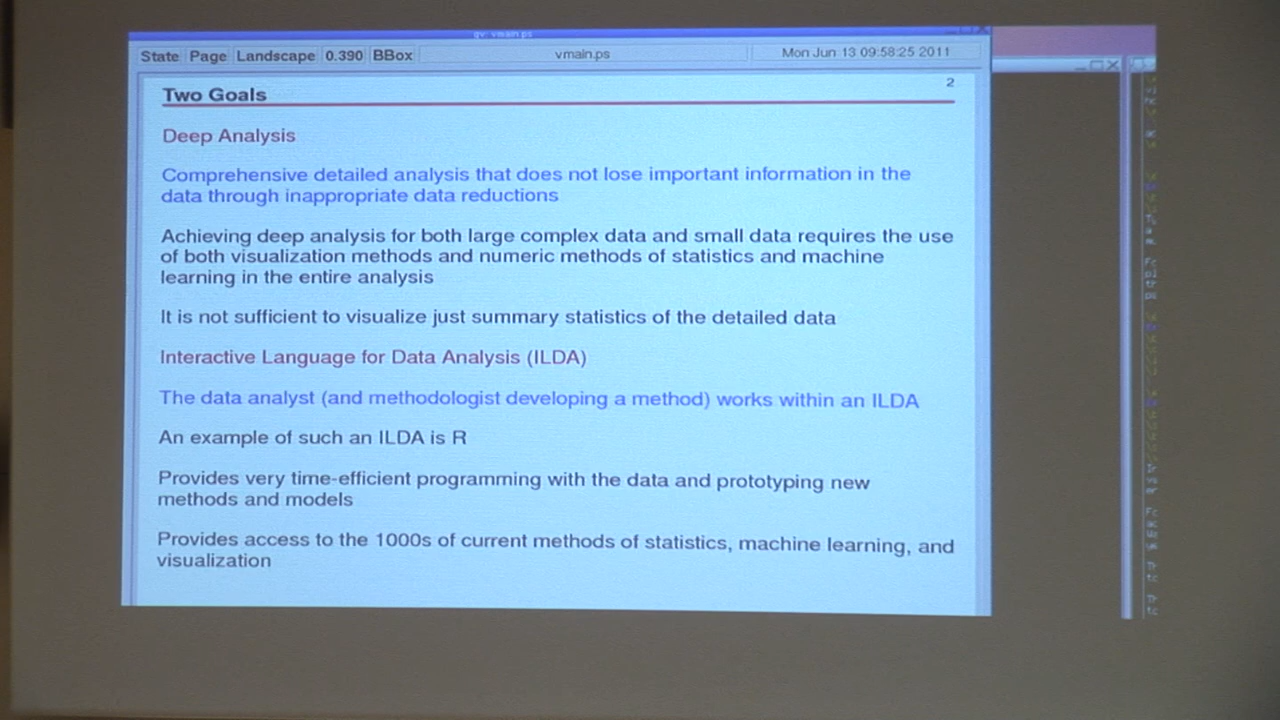 gv: vmain.ps
State Page Landscape 0.390 BBox vmain.ps Mon Jun 13 09:58:25 2011
2
Two Goals
Deep Analysis
Comprehensive detailed analysis that does not lose important information in the
data through inappropriate data reductions
Achieving deep analysis for both large complex data and small data requires the use
of both visualization methods and numeric methods of statistics and machine
learning in the entire analysis
It is not sufficient to visualize just summary statistics of the detailed data
Interactive Language for Data Analysis (ILDA)
The data analyst (and methodologist developing a method) works within an ILDA
An example of such an ILDA is R
Provides very time-efficient programming with the data and prototyping new
methods and models
Provides access to the 1000s of current methods of statistics, machine learning, and
visualization